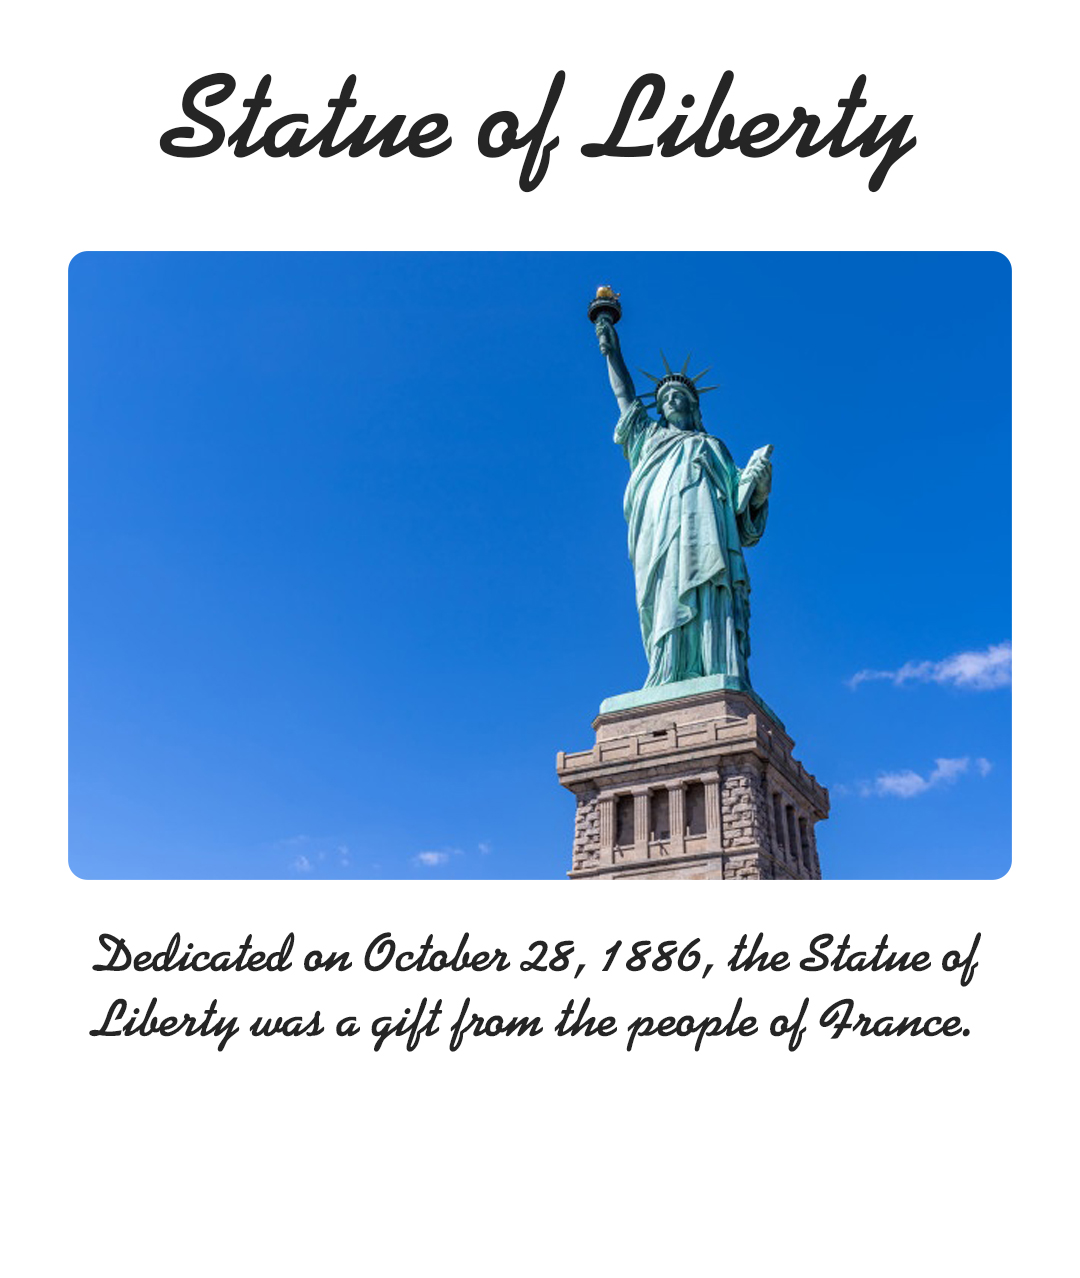 Statue of Liberty
Dedicated on October 28, 1886, the Statue of
Liberty was a gift from the people of France.